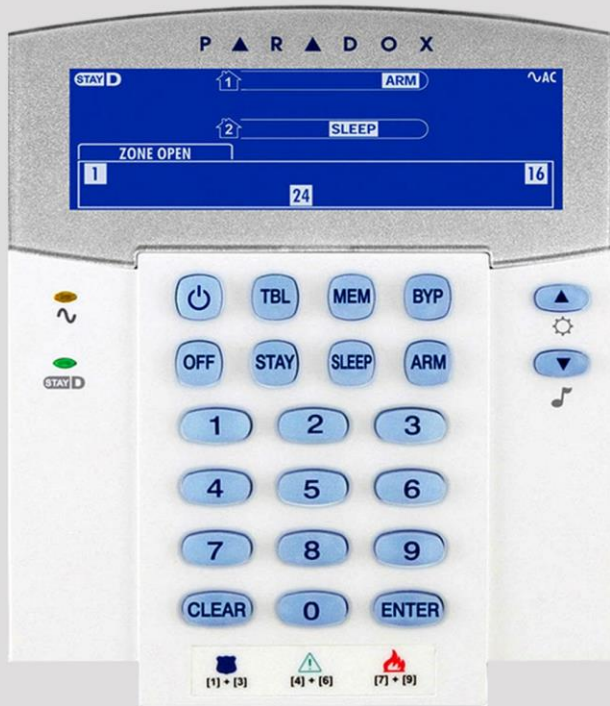 PARADOX
STAY D 1 ARM AC
2 SLEEP
ZONE OPEN
1 16
24
TBL MEM BYP
OFF STAY SLEEP ARM
STAY D
1 2 3
4 5 6
7 8 9
CLEAR 0 ENTER
[1] + [3] [4] + [6] [7] + [9]